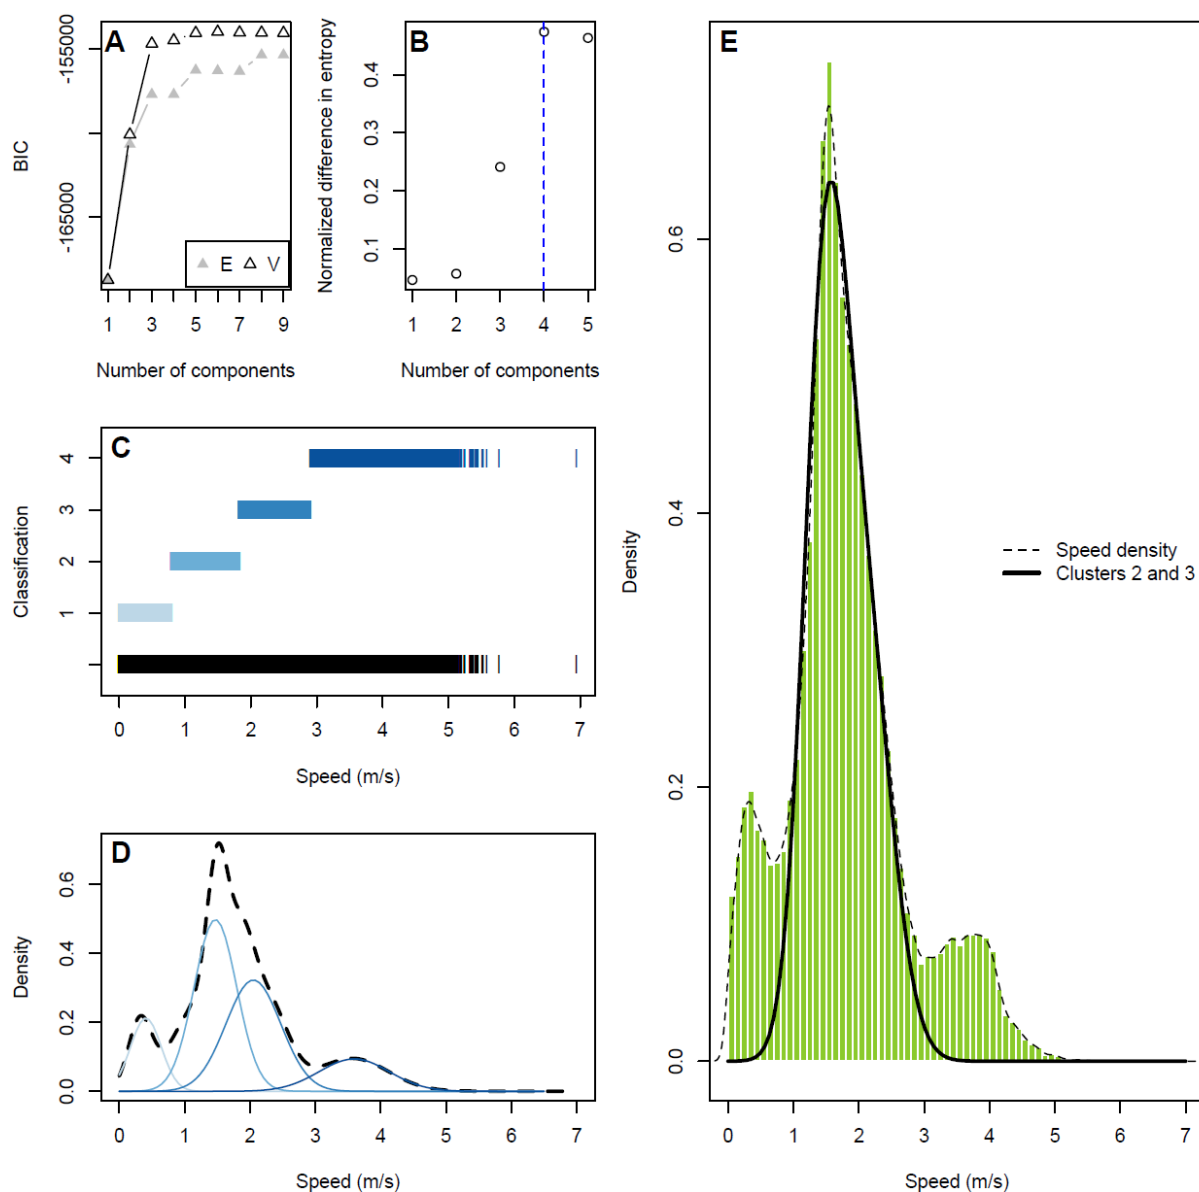 A
BIC
-155000
-165000
E V
1 3 5 7 9
Number of components
B
Normalized difference in entropy
0.4
0.3
0.2
0.1
1 2 3 4 5
Number of components
C
Classification
4
3
2
1
0 1 2 3 4 5 6 7
Speed (m/s)
D
Density
0.6
0.4
0.2
0.0
0 1 2 3 4 5 6 7
Speed (m/s)
E
Density
0.6
0.4
0.2
0.0
Speed density
Clusters 2 and 3
0 1 2 3 4 5 6 7
Speed (m/s)